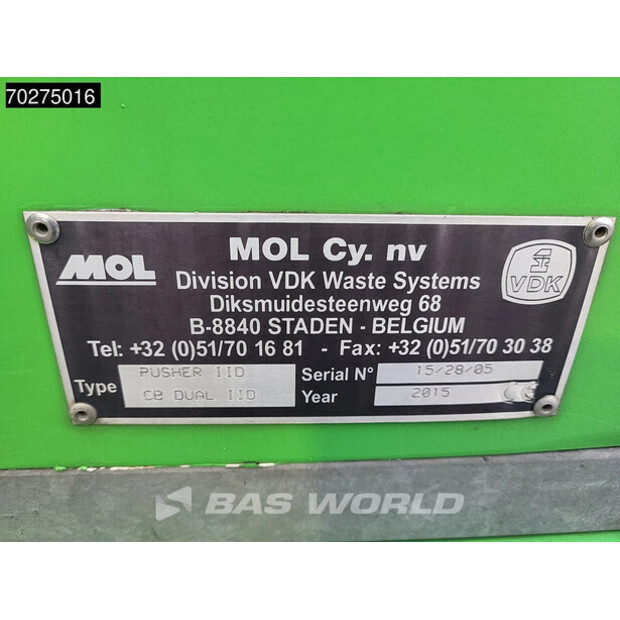 70275016
MOL
MOL Cy. nv
VDK
Division VDK Waste Systems
Diksmuidesteenweg 68
B-8840 STADEN - BELGIUM
Tel: +32 (0)51/70 16 81 - Fax: +32 (0)51/70 30 38
Type PUSHER IID
CB DUAL IID
Serial N° 15/28/05
Year 2015
BAS WORLD